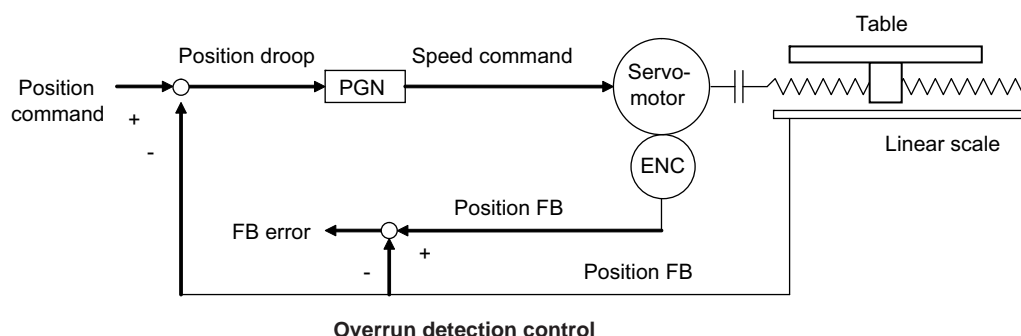 Table
Position droop
Speed command
Position
command
PGN
Servo-
motor
+
-
Linear scale
ENC
Position FB
FB error
+
-
Position FB
Overrun detection control